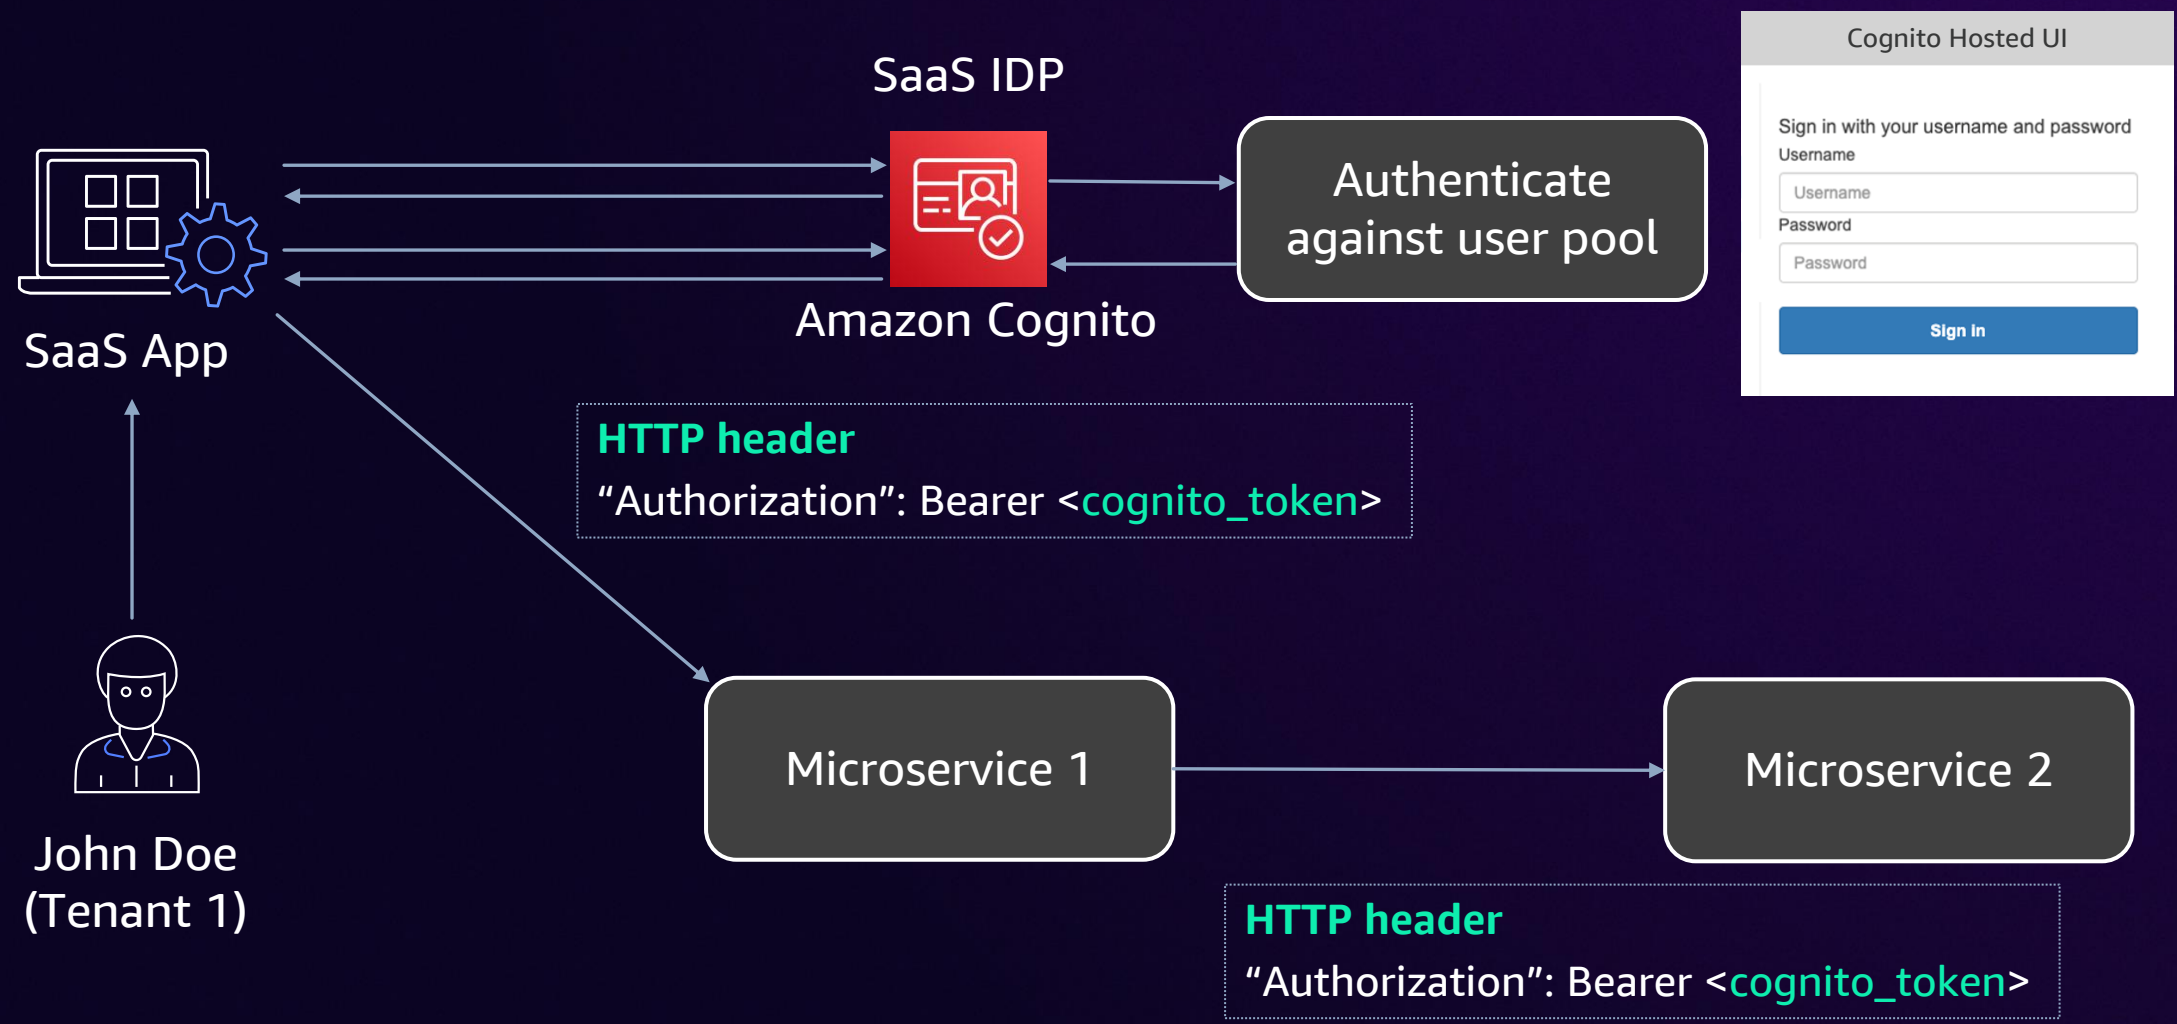 SaaS IDP
Amazon Cognito
Authenticate
against user pool
Cognito Hosted UI
Sign in with your username and password
Username
Username
Password
Password
Sign in
SaaS App
HTTP header
“Authorization”: Bearer <cognito_token>
John Doe
(Tenant 1)
Microservice 1
Microservice 2
HTTP header
“Authorization”: Bearer <cognito_token>